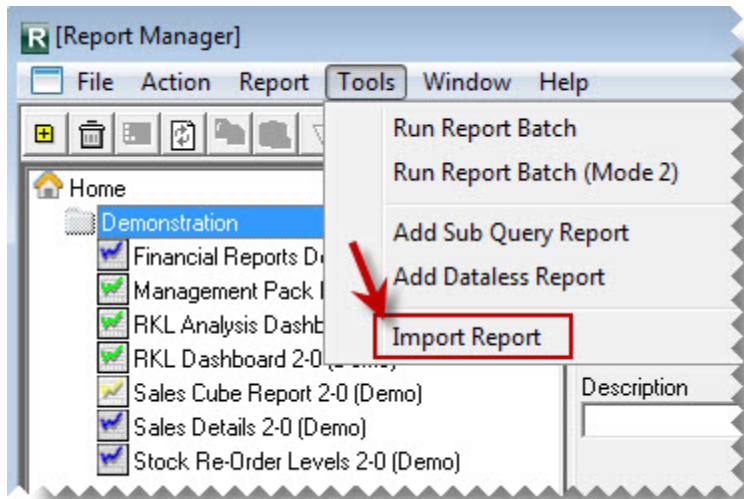 R [Report Manager]
File Action Report Tools Window Help
Run Report Batch
Run Report Batch (Mode 2)
Add Sub Query Report
Add Dataless Report
Import Report
Home
Demonstration
Financial Reports
Management Pack
RKL Analysis
RKL Dashboard 2-0 (Demo)
Sales Cube Report 2-0 (Demo)
Sales Details 2-0 (Demo)
Stock Re-Order Levels 2-0 (Demo)
Description